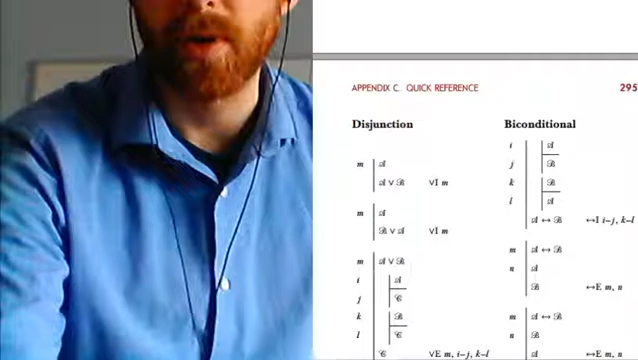 APPENDIX C. QUICK REFERENCE 295
Disjunction
m 𝒜
𝒜 ∨ ℬ ∨I m
m 𝒜
ℬ ∨ 𝒜 ∨I m
m 𝒜 ∨ ℬ
i 𝒜
j 𝒞
k ℬ
l 𝒞
𝒞 ∨E m, i–j, k–l
Biconditional
i 𝒜
j ℬ
k ℬ
l 𝒜
𝒜 ↔ ℬ ↔I i–j, k–l
m 𝒜 ↔ ℬ
n 𝒜
ℬ ↔E m, n
m 𝒜 ↔ ℬ
n ℬ
𝒜 ↔E m, n